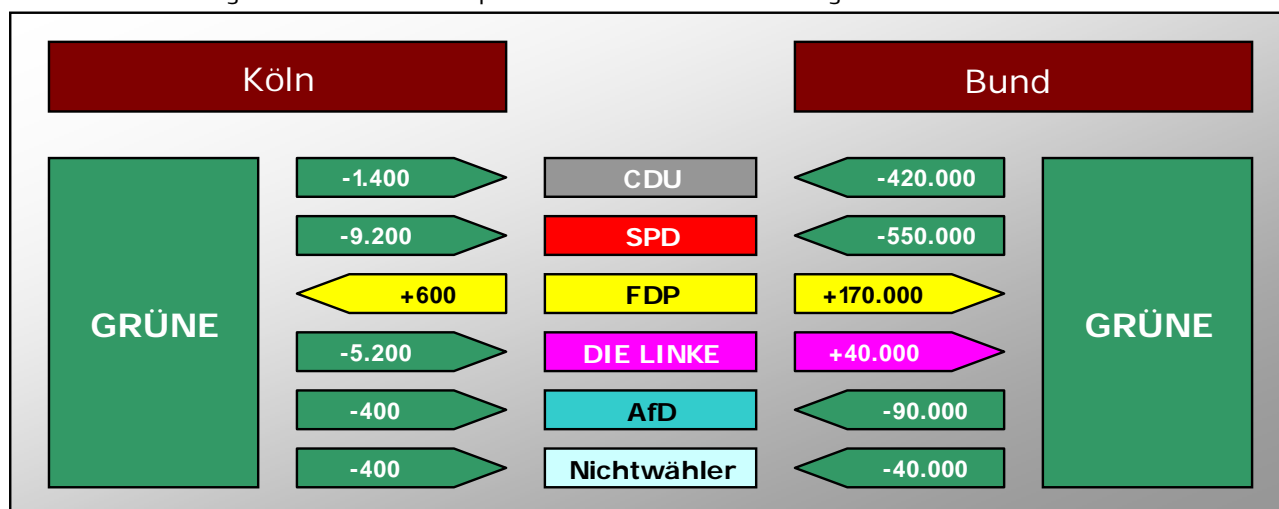 Köln Bund
-1.400 CDU -420.000
-9.200 SPD -550.000
+600 FDP +170.000
GRÜNE GRÜNE
-5.200 DIE LINKE +40.000
-400 AfD -90.000
-400 Nichtwähler -40.000